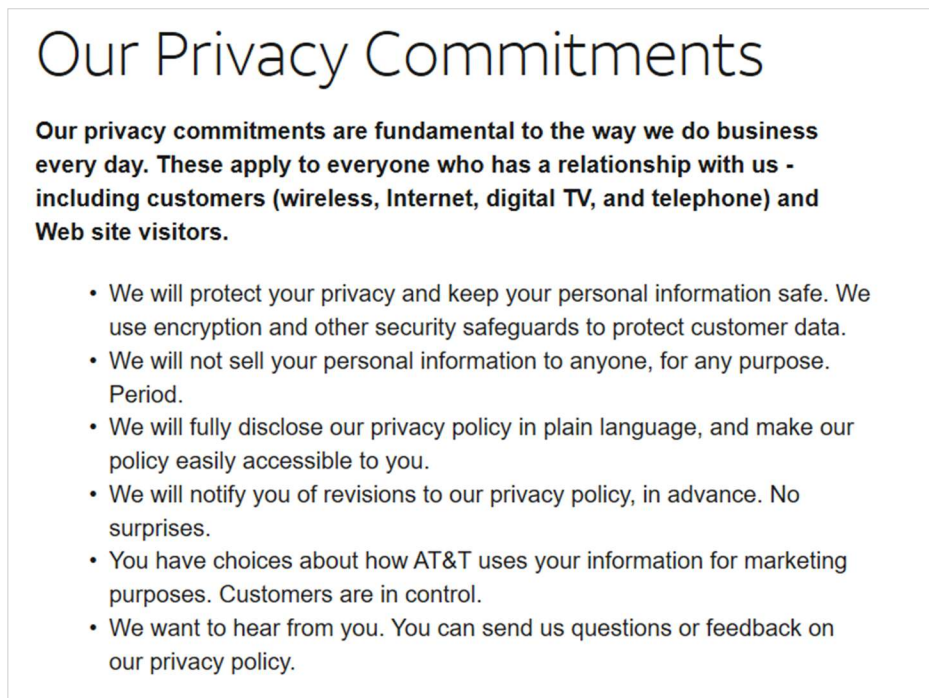 Our Privacy Commitments
Our privacy commitments are fundamental to the way we do business
every day. These apply to everyone who has a relationship with us -
including customers (wireless, Internet, digital TV, and telephone) and
Web site visitors.
• We will protect your privacy and keep your personal information safe. We
use encryption and other security safeguards to protect customer data.
• We will not sell your personal information to anyone, for any purpose.
Period.
• We will fully disclose our privacy policy in plain language, and make our
policy easily accessible to you.
• We will notify you of revisions to our privacy policy, in advance. No
surprises.
• You have choices about how AT&T uses your information for marketing
purposes. Customers are in control.
• We want to hear from you. You can send us questions or feedback on
our privacy policy.